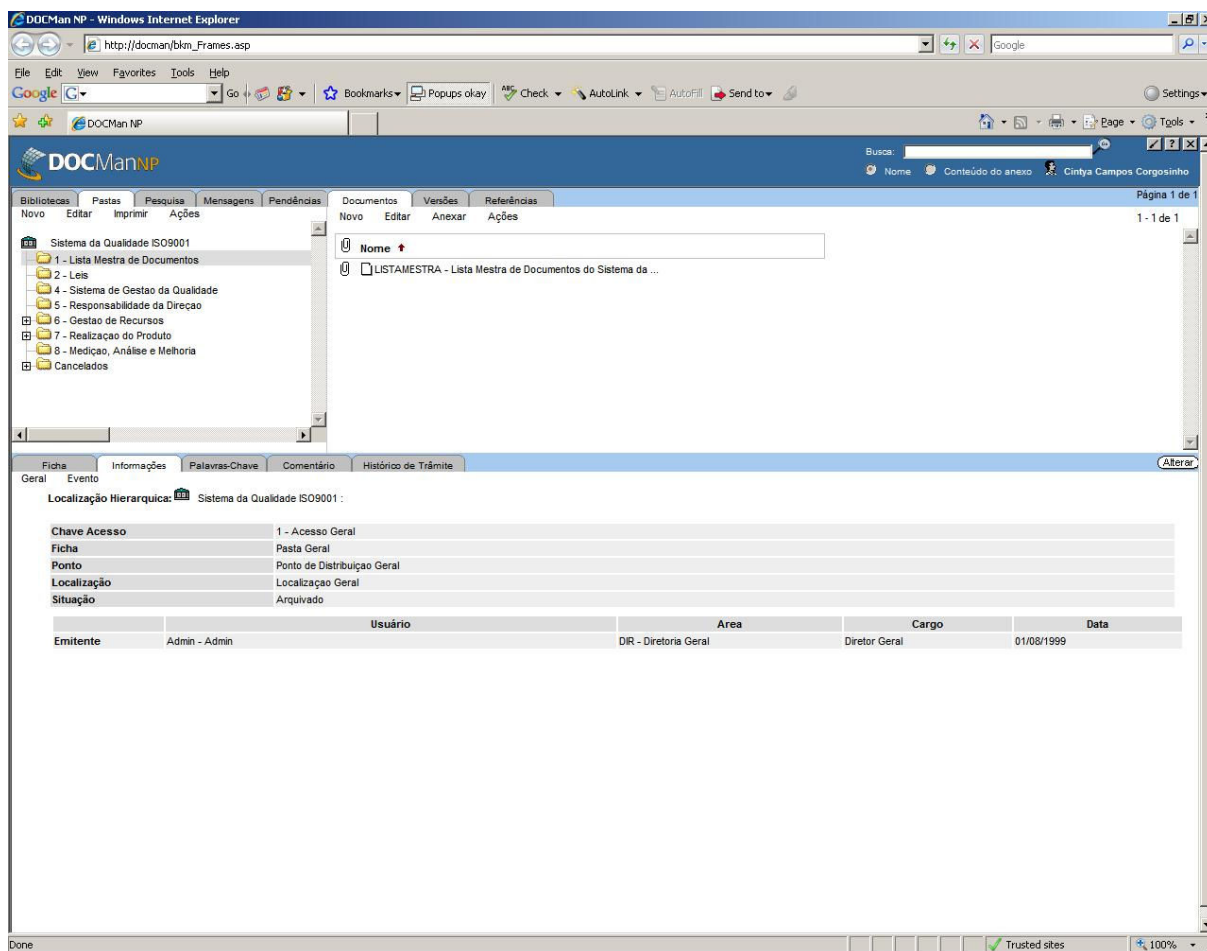 DOCMan NP - Windows Internet Explorer
http://docman/bkm_Frames.asp
Google
File Edit View Favorites Tools Help
Google G Go Bookmarks Popups okay ABC Check AutoLink AutoFill Send to Settings
DOCMan NP Page Tools
DOCManNP
Busca:
Nome Conteúdo do anexo Cintya Campos Corgosinho
Bibliotecas Pastas Pesquisa Mensagens Pendências Documentos Versões Referências Página 1 de 1
Novo Editar Imprimir Ações Novo Editar Anexar Ações 1 - 1 de 1
Sistema da Qualidade ISO9001
1 - Lista Mestra de Documentos
2 - Leis
4 - Sistema de Gestao da Qualidade
5 - Responsabilidade da Direçao
6 - Gestao de Recursos
7 - Realizaçao do Produto
8 - Mediçao, Análise e Melhoria
Cancelados
Nome
LISTAMESTRA - Lista Mestra de Documentos do Sistema da ...
Ficha Informações Palavras-Chave Comentário Histórico de Trâmite Alterar
Geral Evento
Localização Hierarquica: Sistema da Qualidade ISO9001 :
Chave Acesso 1 - Acesso Geral
Ficha Pasta Geral
Ponto Ponto de Distribuiçao Geral
Localização Localizaçao Geral
Situação Arquivado
Usuário Area Cargo Data
Emitente Admin - Admin DIR - Diretoria Geral Diretor Geral 01/08/1999
Done Trusted sites 100%